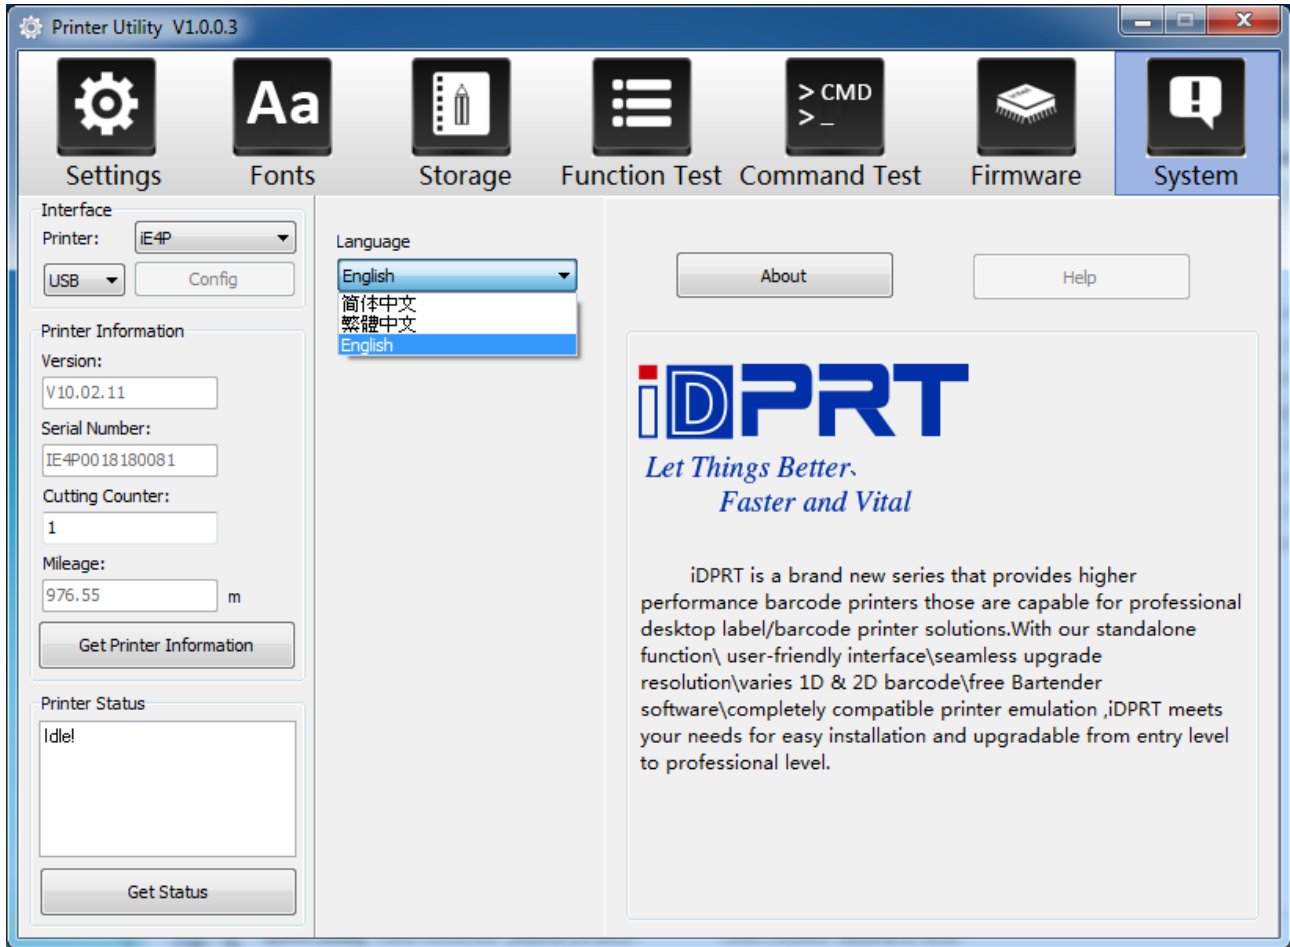 Printer Utility V1.0.0.3
Aa
> CMD
>_
Settings Fonts Storage Function Test Command Test Firmware System
Interface
Printer: iE4P
USB Config
Printer Information
Version:
V10.02.11
Serial Number:
IE4P0018180081
Cutting Counter:
1
Mileage:
976.55 m
Get Printer Information
Printer Status
Idle!
Get Status
Language
English
简体中文
繁體中文
English
About Help
iDPRT
Let Things Better、
Faster and Vital
iDPRT is a brand new series that provides higher
performance barcode printers those are capable for professional
desktop label/barcode printer solutions.With our standalone
function\ user-friendly interface\seamless upgrade
resolution\varies 1D & 2D barcode\free Bartender
software\completely compatible printer emulation ,iDPRT meets
your needs for easy installation and upgradable from entry level
to professional level.